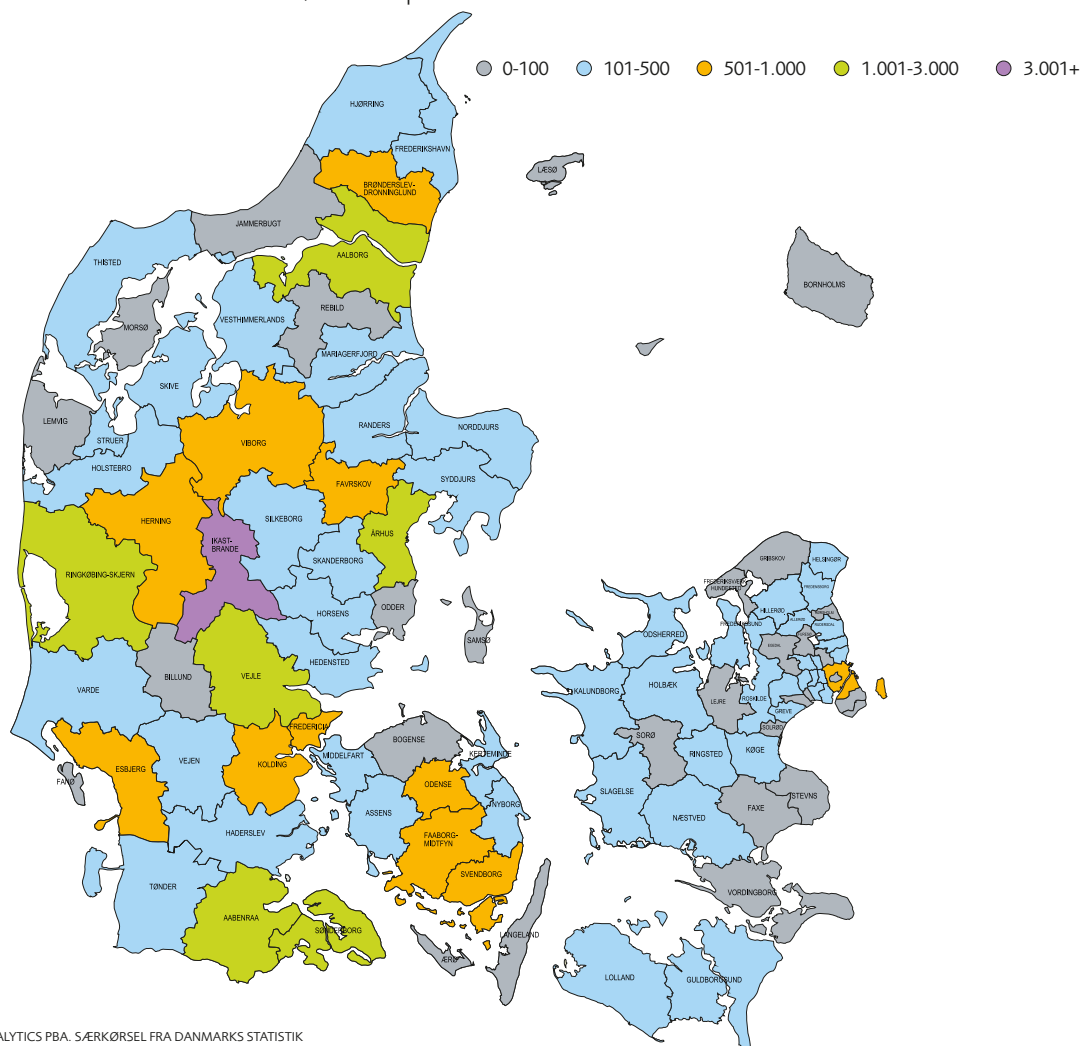 0-100 101-500 501-1.000 1.001-3.000 3.001+
HJØRRING
FREDERIKSHAVN
LÆSØ
BRØNDERSLEV-
DRONNINGLUND
JAMMERBUGT
AALBORG
THISTED
BORNHOLMS
REBILD
VESTHIMMERLANDS
MORSØ
MARIAGERFJORD
SKIVE
LEMVIG
RANDERS
NORDDJURS
STRUER
VIBORG
HOLSTEBRO
SYDDJURS
FAVRSKOV
HERNING
SILKEBORG
IKAST-
BRANDE
ÅRHUS
SKANDERBORG
RINGKØBING-SKJERN
ODDER
HORSENS
SAMSØ
HEDENSTED
BILLUND
VEJLE
VARDE
GRIBSKOV
HELSINGØR
HILLERØD
ALLERØD
ODSHERRED
KALUNDBORG
HOLBÆK
LEJRE
ROSKILDE
GREVE
SOLRØD
FREDERICIA
BOGENSE
KERTEMINDE
MIDDELFART
SORØ
RINGSTED
KØGE
ESBJERG
VEJEN
KOLDING
FANØ
ODENSE
NYBORG
ASSENS
SLAGELSE
NÆSTVED
FAXE
STEVNS
HADERSLEV
FAABORG-
MIDTFYN
SVENDBORG
TØNDER
VORDINGBORG
AABENRAA
SØNDERBORG
LANGELAND
ÆRØ
LOLLAND
GULDBORGSUND
ALYTICS PBA. SÆRKØRSEL FRA DANMARKS STATISTIK